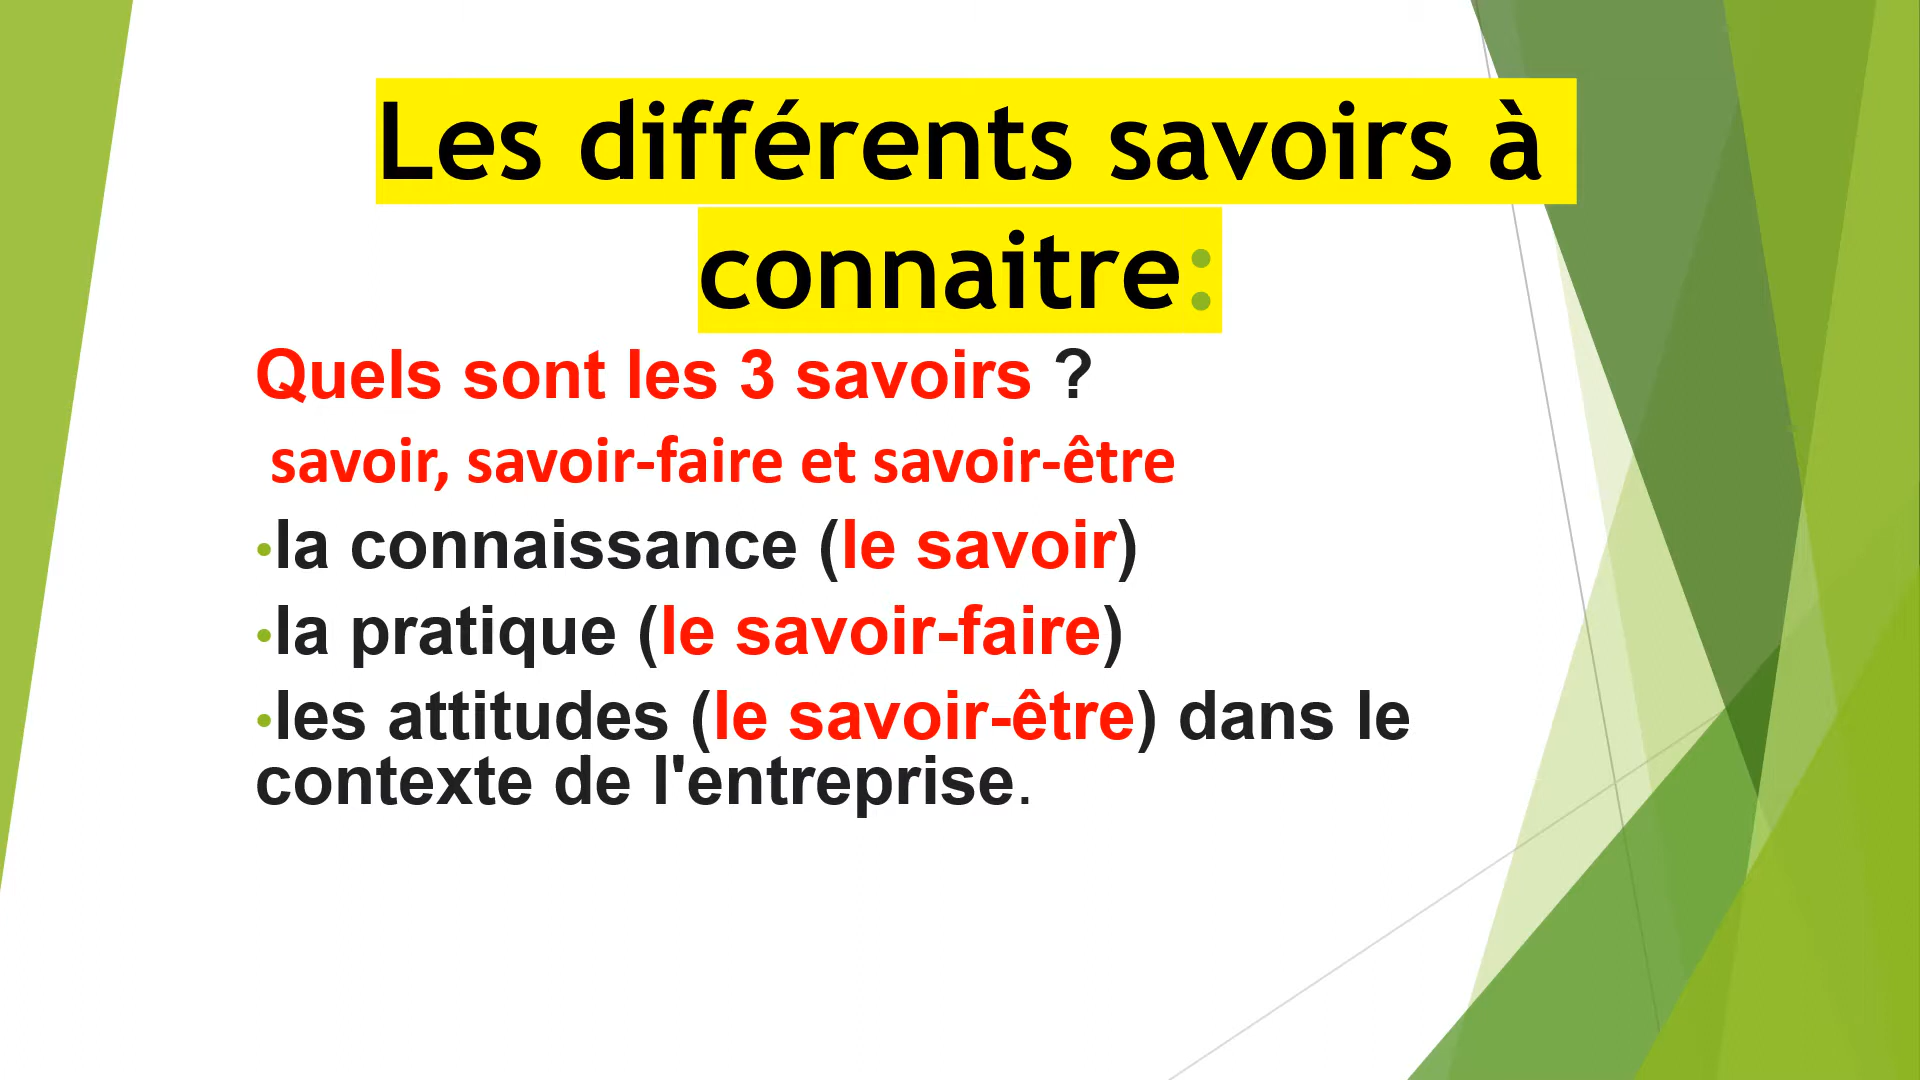 Les différents savoirs à
connaitre:
Quels sont les 3 savoirs ?
savoir, savoir-faire et savoir-être
•la connaissance (le savoir)
•la pratique (le savoir-faire)
•les attitudes (le savoir-être) dans le
contexte de l'entreprise.